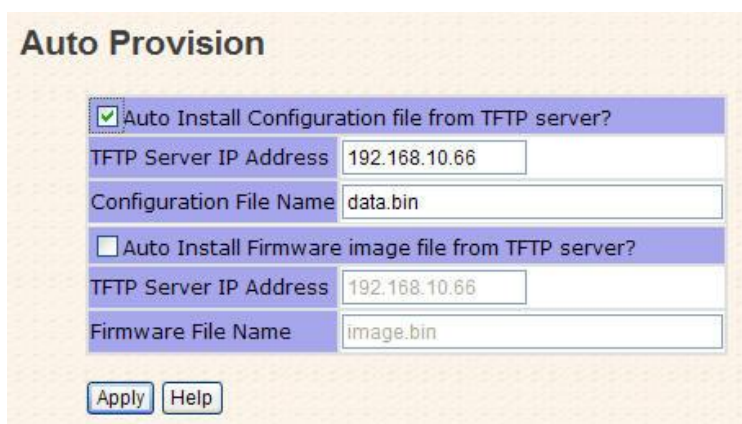 Auto Provision
Auto Install Configuration file from TFTP server?
TFTP Server IP Address 192.168.10.66
Configuration File Name data.bin
Auto Install Firmware image file from TFTP server?
TFTP Server IP Address 192.168.10.66
Firmware File Name image.bin
Apply Help